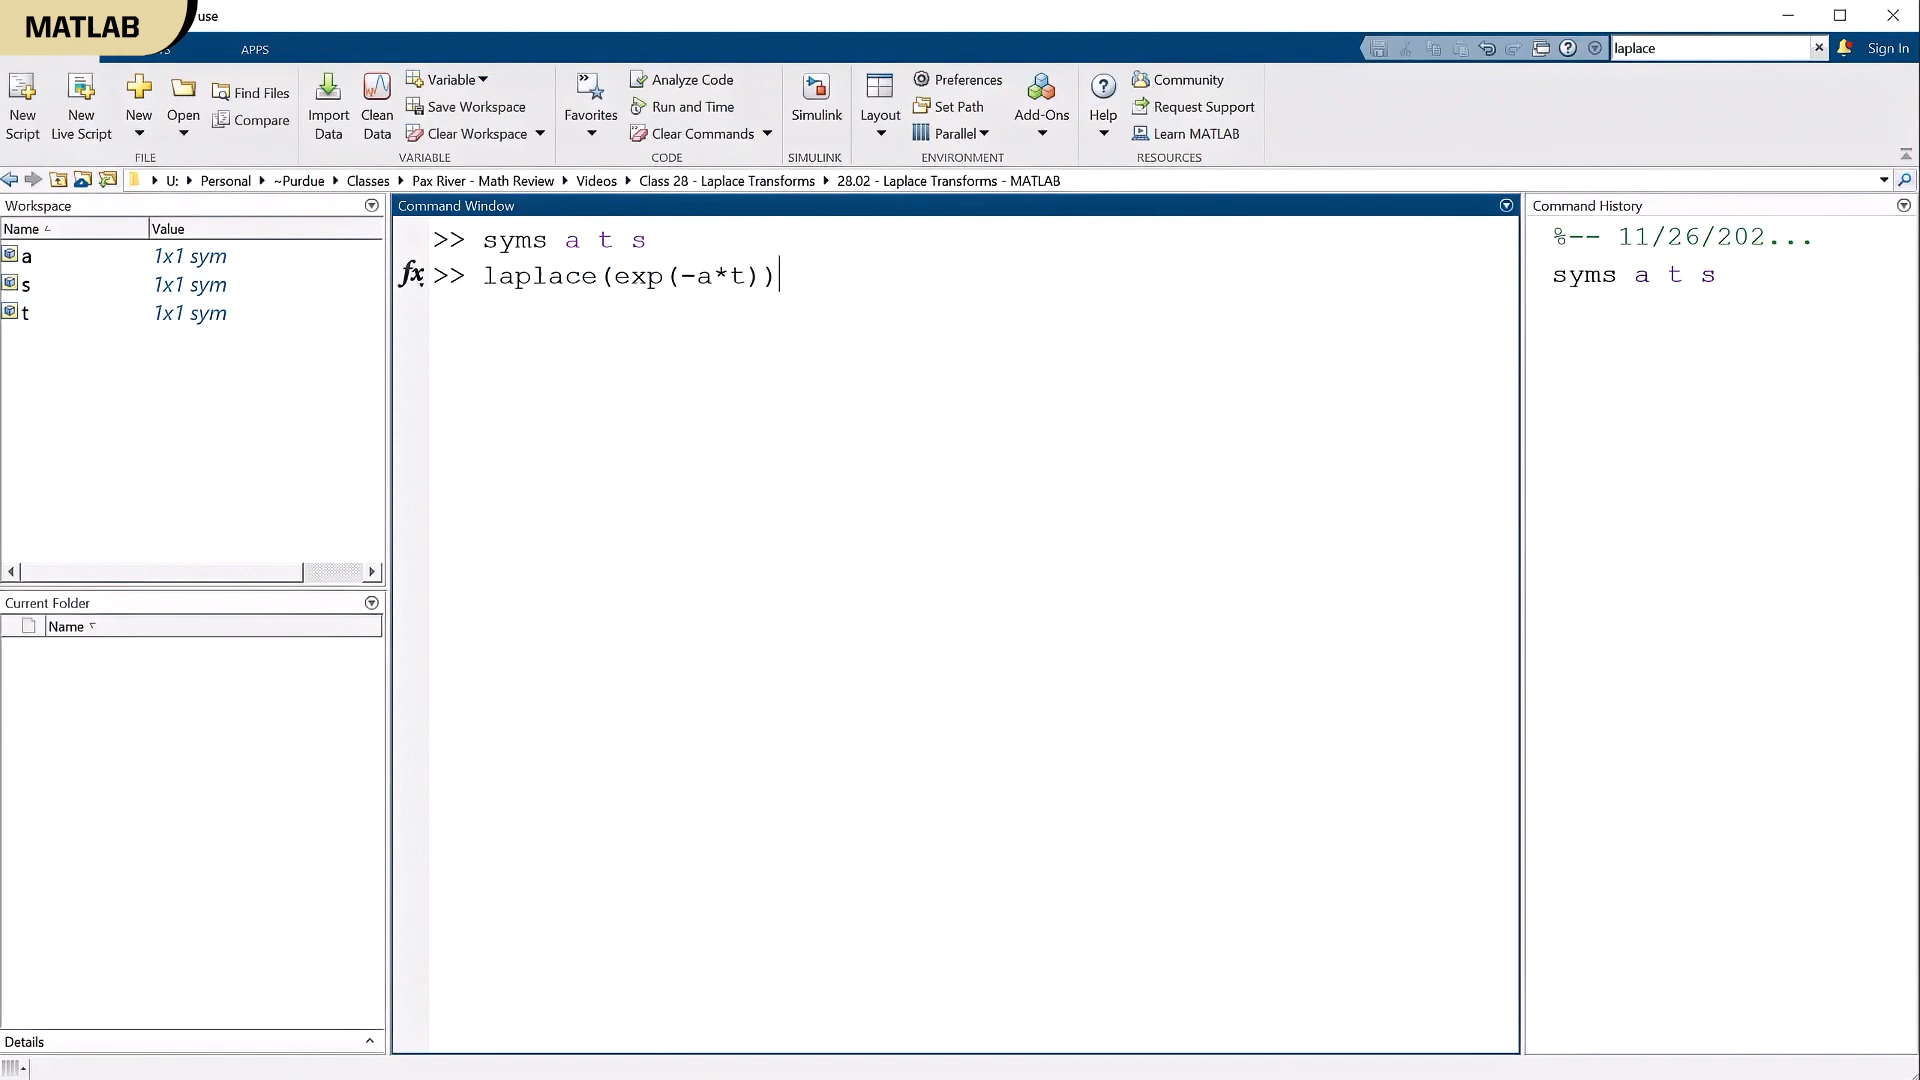 MATLAB
use
APPS
laplace
Sign In
New Script
New Live Script
New
Open
Find Files
Compare
FILE
Import Data
Clean Data
Variable
Save Workspace
Clear Workspace
VARIABLE
Favorites
Analyze Code
Run and Time
Clear Commands
CODE
Simulink
SIMULINK
Layout
Preferences
Set Path
Parallel
Add-Ons
ENVIRONMENT
Help
Community
Request Support
Learn MATLAB
RESOURCES
U: Personal ~Purdue Classes Pax River - Math Review Videos Class 28 - Laplace Transforms 28.02 - Laplace Transforms - MATLAB
Workspace
Name Value
a 1x1 sym
s 1x1 sym
t 1x1 sym
Current Folder
Name
Details
Command Window
>> syms a t s
fx >> laplace(exp(-a*t))
Command History
%-- 11/26/202...
syms a t s